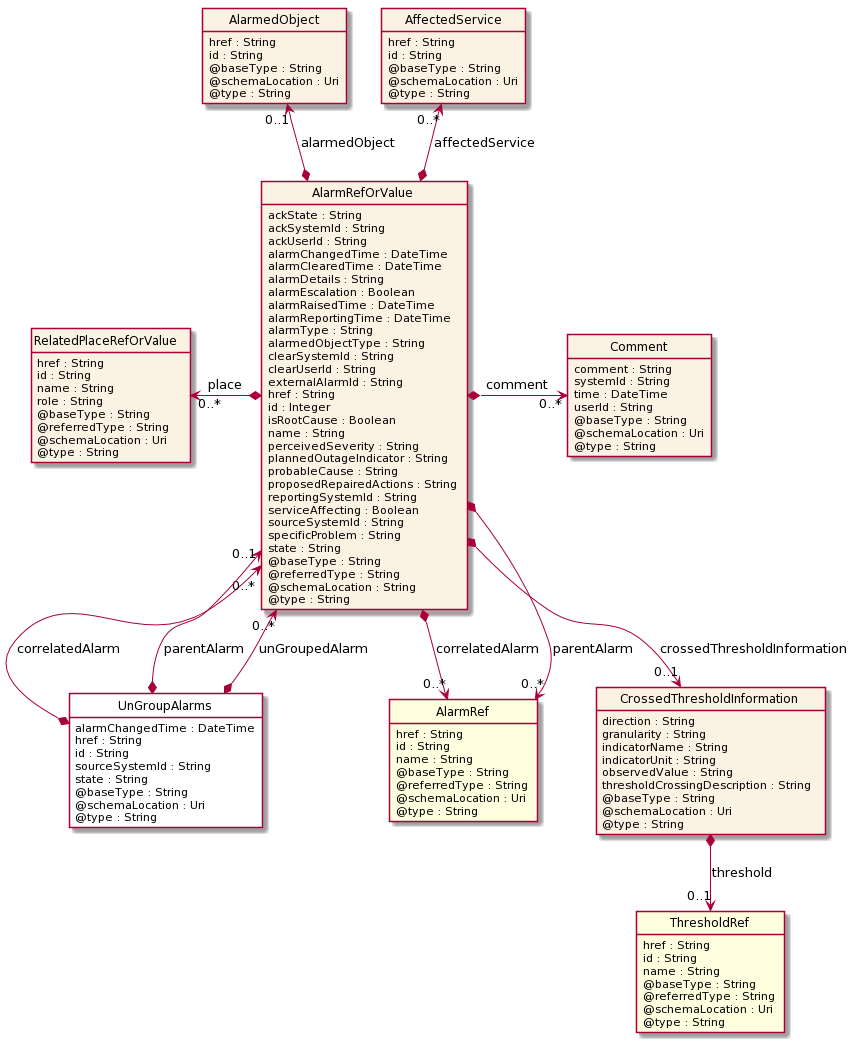 AlarmedObject
href : String
id : String
@baseType : String
@schemaLocation : Uri
@type : String
AffectedService
href : String
id : String
@baseType : String
@schemaLocation : Uri
@type : String
0..1
alarmedObject
0..*
affectedService
AlarmRefOrValue
ackState : String
ackSystemId : String
ackUserId : String
alarmChangedTime : DateTime
alarmClearedTime : DateTime
alarmDetails : String
alarmEscalation : Boolean
alarmRaisedTime : DateTime
alarmReportingTime : DateTime
alarmType : String
alarmedObjectType : String
clearSystemId : String
clearUserId : String
externalAlarmId : String
href : String
id : Integer
isRootCause : Boolean
name : String
perceivedSeverity : String
plannedOutageIndicator : String
probableCause : String
proposedRepairedActions : String
reportingSystemId : String
serviceAffecting : Boolean
sourceSystemId : String
specificProblem : String
state : String
@baseType : String
@referredType : String
@schemaLocation : String
@type : String
RelatedPlaceRefOrValue
href : String
id : String
name : String
role : String
@baseType : String
@referredType : String
@schemaLocation : Uri
@type : String
place
0..*
comment
0..*
Comment
comment : String
systemId : String
time : DateTime
userId : String
@baseType : String
@schemaLocation : Uri
@type : String
0..1
0..*
0..*
correlatedAlarm
parentAlarm
unGroupedAlarm
correlatedAlarm
0..*
parentAlarm
0..*
crossedThresholdInformation
0..1
UnGroupAlarms
alarmChangedTime : DateTime
href : String
id : String
sourceSystemId : String
state : String
@baseType : String
@schemaLocation : Uri
@type : String
AlarmRef
href : String
id : String
name : String
@baseType : String
@referredType : String
@schemaLocation : Uri
@type : String
CrossedThresholdInformation
direction : String
granularity : String
indicatorName : String
indicatorUnit : String
observedValue : String
thresholdCrossingDescription : String
@baseType : String
@schemaLocation : Uri
@type : String
threshold
0..1
ThresholdRef
href : String
id : String
name : String
@baseType : String
@referredType : String
@schemaLocation : Uri
@type : String